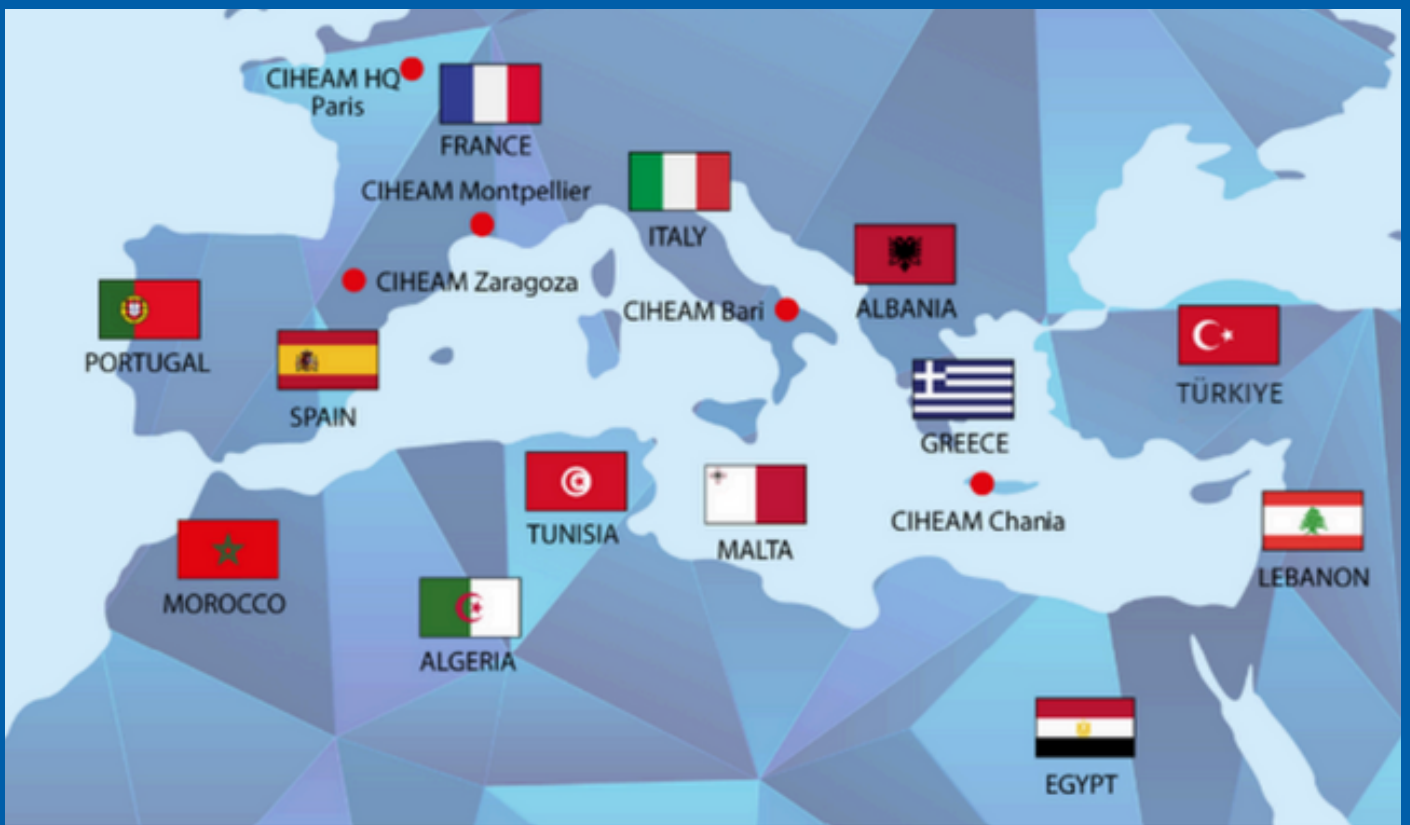 CIHEAM HQ
Paris
FRANCE
CIHEAM Montpellier
ITALY
CIHEAM Zaragoza
CIHEAM Bari
ALBANIA
PORTUGAL
SPAIN
TÜRKIYE
GREECE
CIHEAM Chania
TUNISIA
MALTA
LEBANON
MOROCCO
ALGERIA
EGYPT